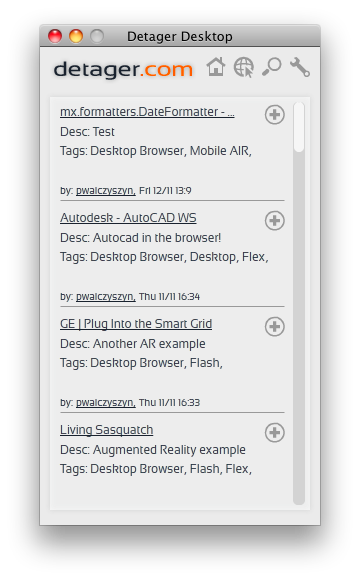 Detager Desktop
detager.com
mx.formatters.DateFormatter - ...
Desc: Test
Tags: Desktop Browser, Mobile AIR,
by: pwalczyszyn, Fri 12/11 13:9
Autodesk - AutoCAD WS
Desc: Autocad in the browser!
Tags: Desktop Browser, Desktop, Flex,
by: pwalczyszyn, Thu 11/11 16:34
GE | Plug Into the Smart Grid
Desc: Another AR example
Tags: Desktop Browser, Flash,
by: pwalczyszyn, Thu 11/11 16:33
Living Sasquatch
Desc: Augmented Reality example
Tags: Desktop Browser, Flash, Flex,